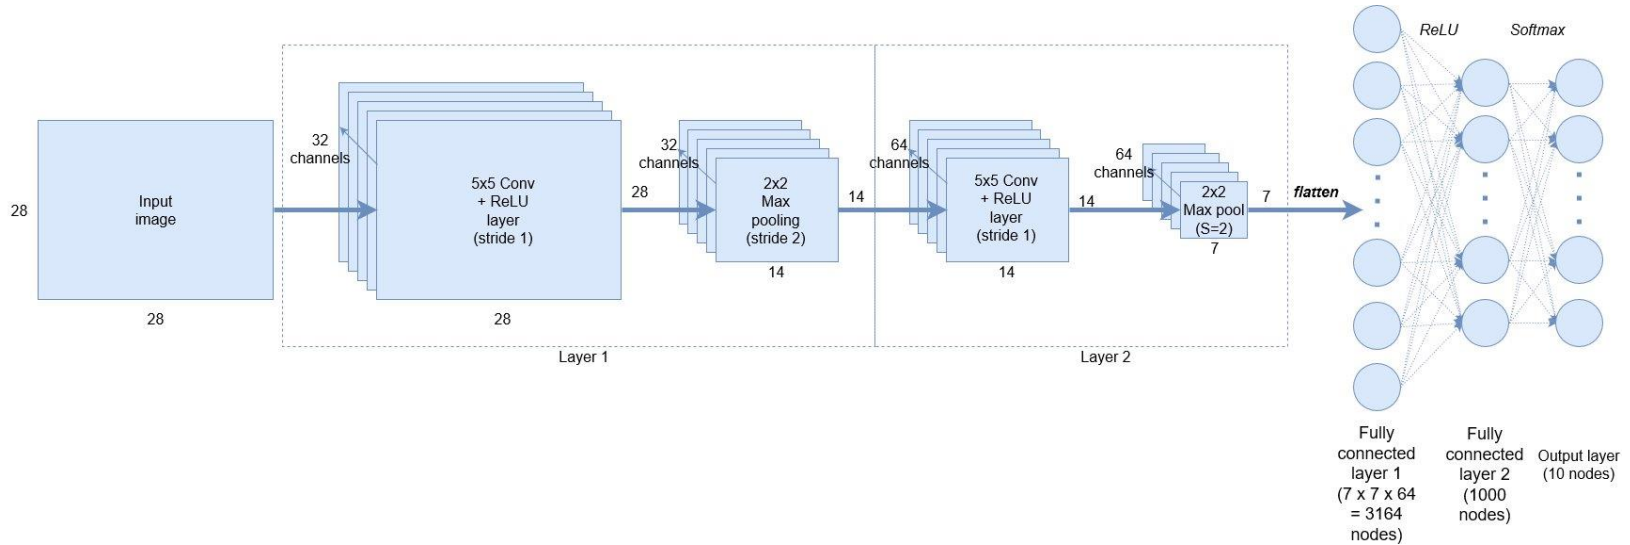 28
Input
image
28
32
channels
5x5 Conv
+ ReLU
layer
(stride 1)
28
28
32
channels
2x2
Max
pooling
(stride 2)
14
14
Layer 1
64
channels
5x5 Conv
+ ReLU
layer
(stride 1)
14
14
64
channels
2x2
Max pool
(S=2)
7
7
Layer 2
flatten
ReLU
Softmax
Fully
connected
layer 1
(7 x 7 x 64
= 3164
nodes)
Fully
connected
layer 2
(1000
nodes)
Output layer
(10 nodes)